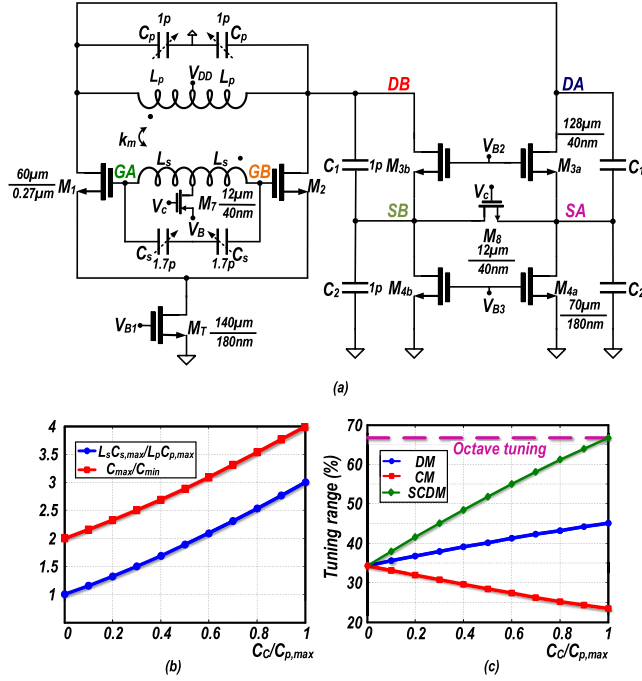 1p 1p
C_p C_p
L_p V_DD L_p
DB DA
k_m
128µm
40nm
60µm
0.27µm
M_1
GA L_s L_s GB
M_2
C_1 1p M_3b V_B2 M_3a C_1
V_c M_7 12µm
40nm
V_B
SB V_c SA
M_8
C_s C_s
1.7p 1.7p
12µm
40nm
C_2 1p M_4b V_B3 M_4a C_2
70µm
180nm
V_B1 M_T 140µm
180nm
(a)
4
3.5
3
2.5
2
1.5
1
L_sC_s,max/L_pC_p,max
C_max/C_min
0 0.2 0.4 0.6 0.8 1
C_C/C_p,max
(b)
Tuning range (%)
70
60
50
40
30
20
Octave tuning
DM
CM
SCDM
0 0.2 0.4 0.6 0.8 1
C_C/C_p,max
(c)